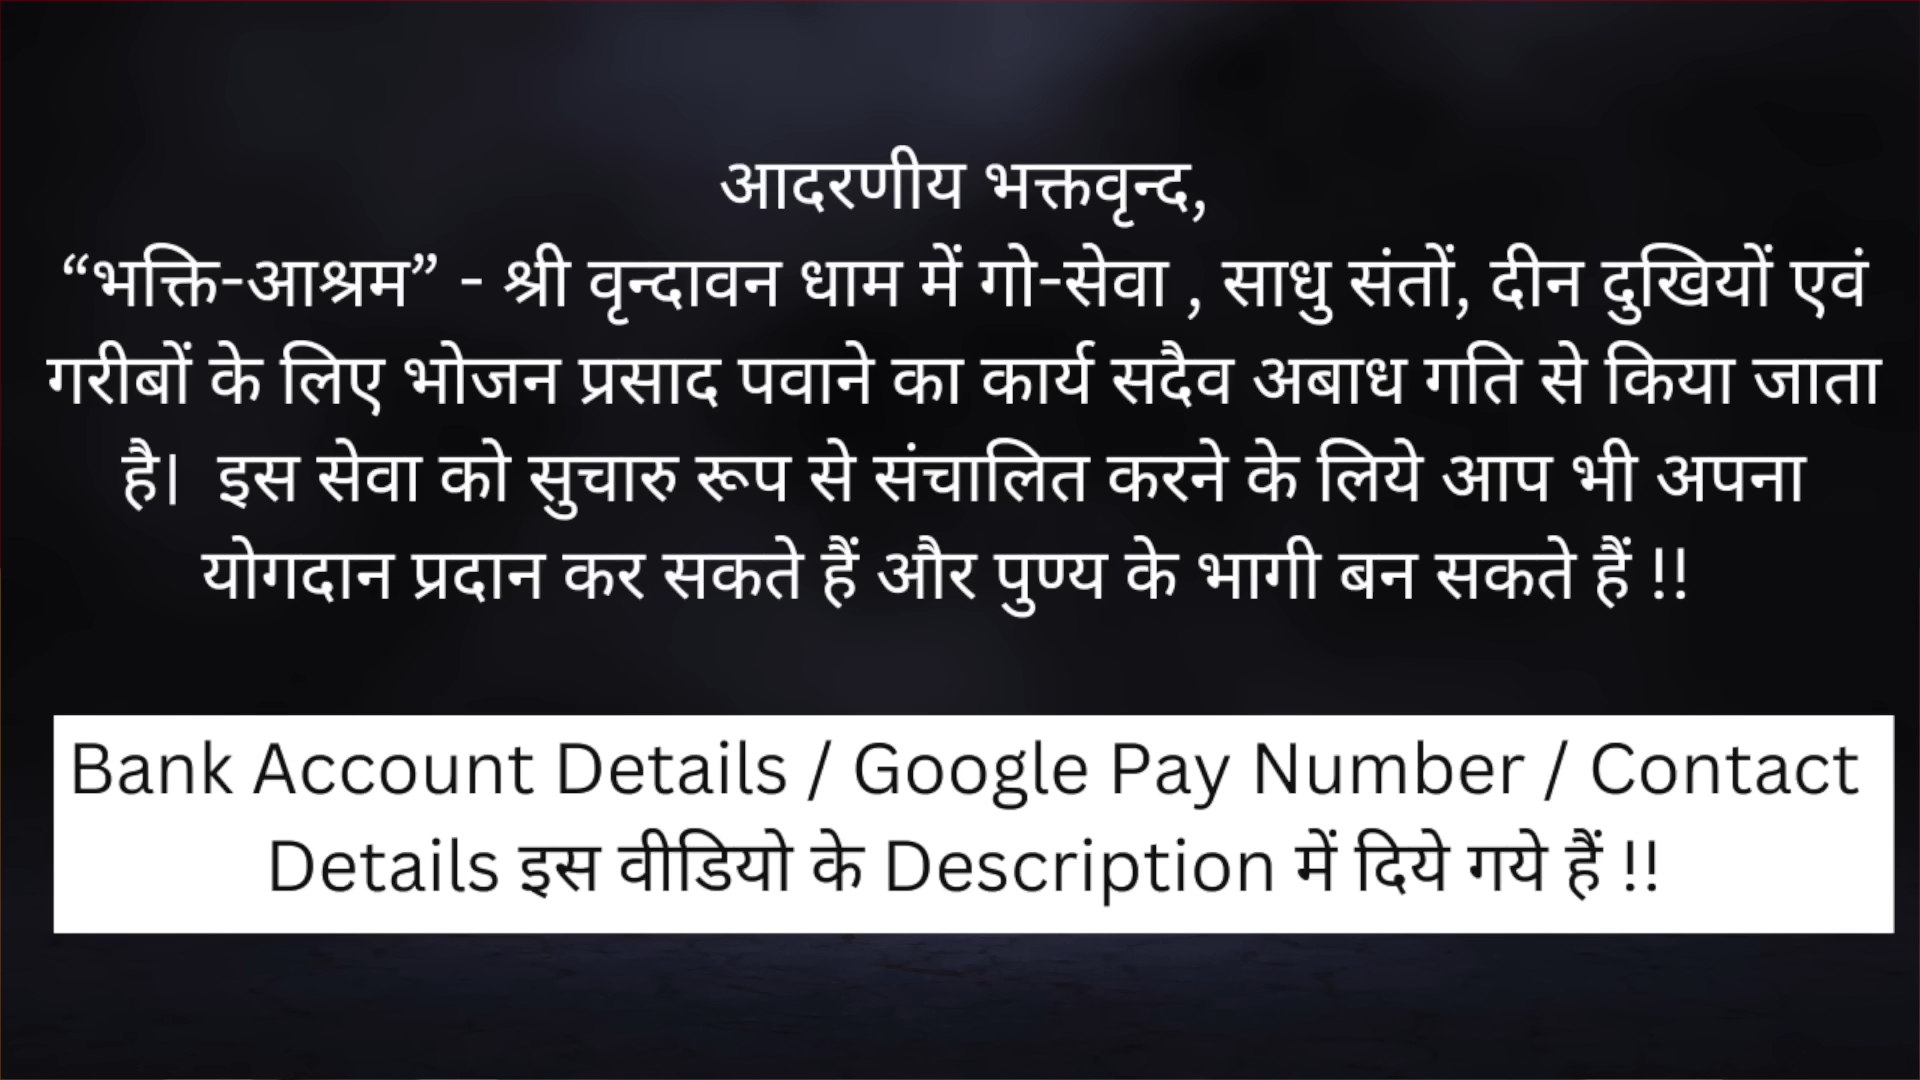 आदरणीय भक्तवृन्द,
“भक्ति-आश्रम” - श्री वृन्दावन धाम में गो-सेवा , साधु संतों, दीन दुखियों एवं
गरीबों के लिए भोजन प्रसाद पवाने का कार्य सदैव अबाध गति से किया जाता
है। इस सेवा को सुचारु रूप से संचालित करने के लिये आप भी अपना
योगदान प्रदान कर सकते हैं और पुण्य के भागी बन सकते हैं !!
Bank Account Details / Google Pay Number / Contact
Details इस वीडियो के Description में दिये गये हैं !!